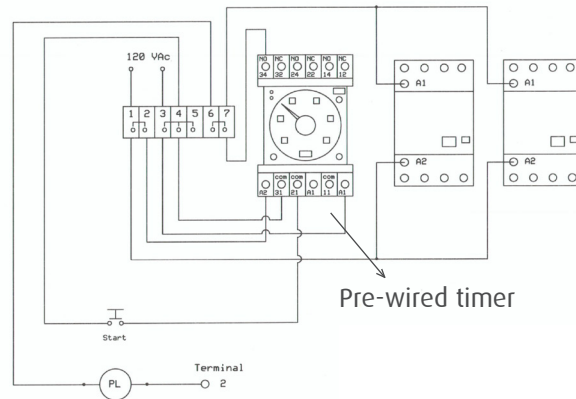 NO NC NO NC NO NC
34 32 24 22 14 12
120 VAc
1 2 3 4 5 6 7
A1 A1
A2 A2
com com com
A2 31 21 A1 11 A1
Pre-wired timer
Start
Terminal
PL 2